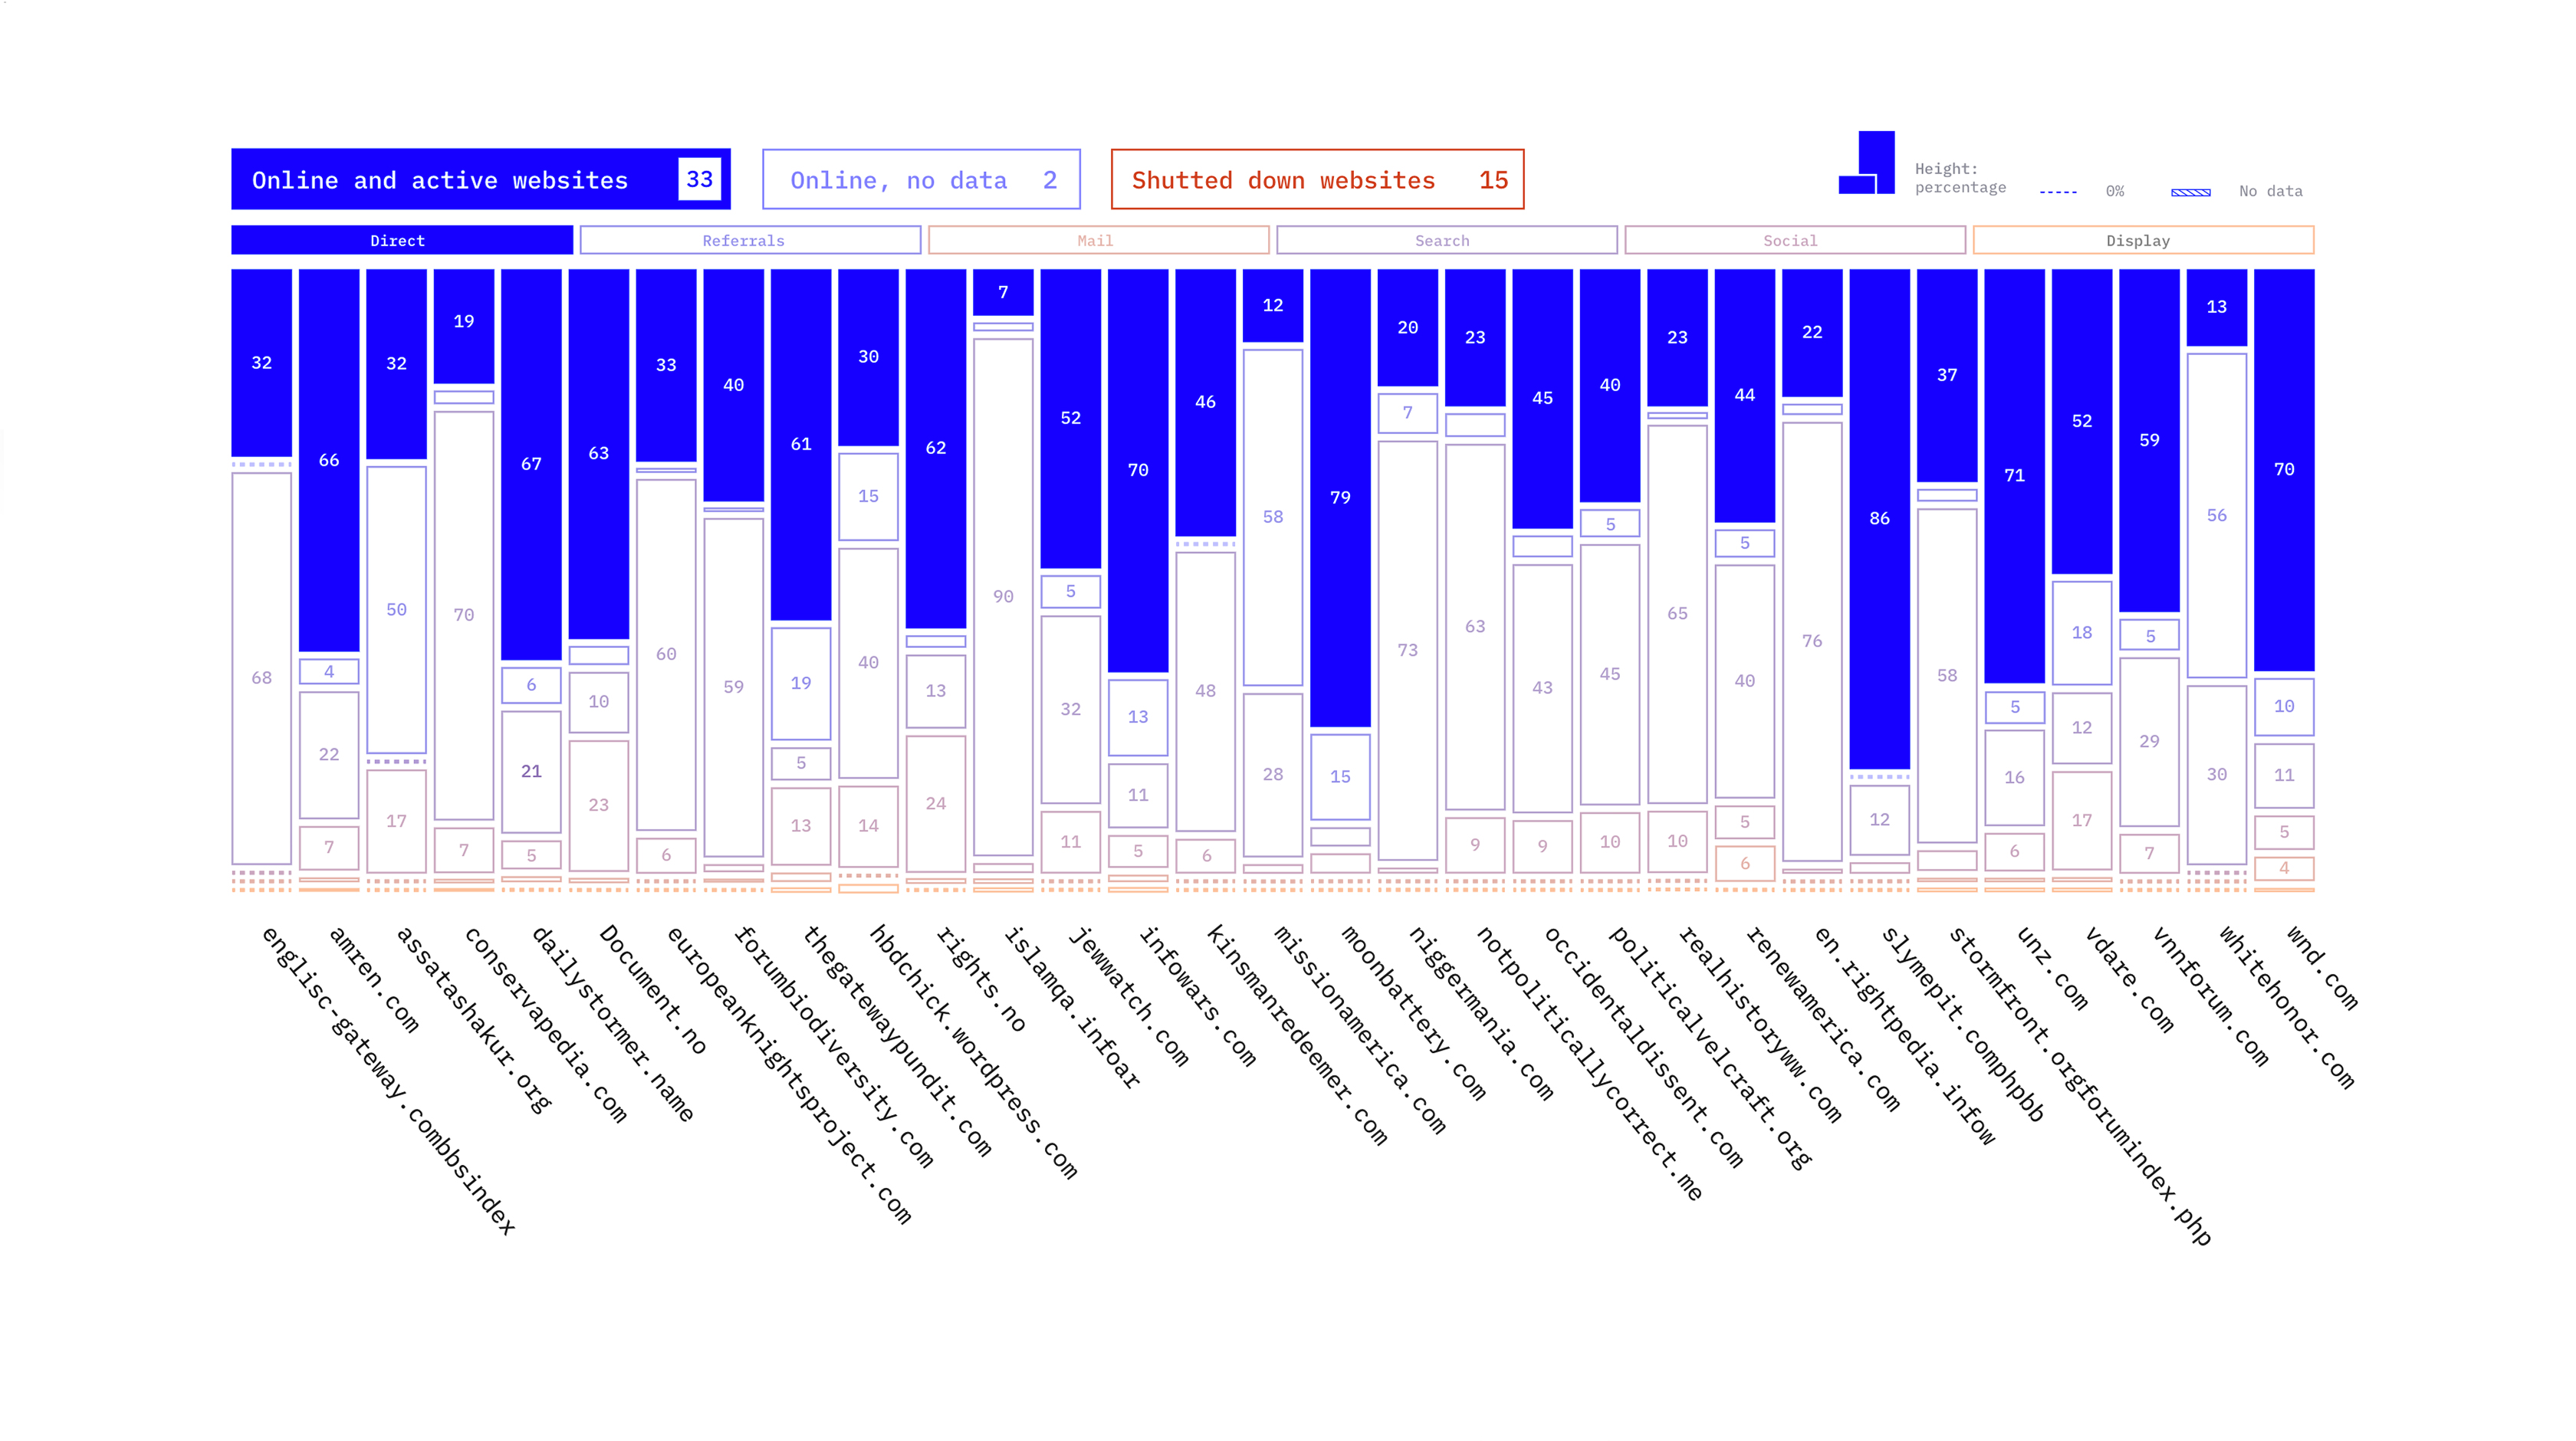 Online and active websites 33
Online, no data 2
Shutted down websites 15
Height:
percentage
0%
No data
Direct
Referrals
Mail
Search
Social
Display
32 66 32 19 67 63 33 40 61 30 62 7 52 70 46 12 79 20 23 45 40 23 44 22 86 37 71 52 59 13 70
4 50 6 19 15 5 13 58 15 7 5 5 5 18 5 56 10
68 22 70 21 10 60 59 5 40 13 90 32 11 48 28 73 63 43 45 65 40 76 12 58 16 12 29 30 11
7 17 7 5 23 6 13 14 24 11 5 6 9 9 10 10 5 6 17 7 5
6 4
englisc-gateway.combbsindex
amren.com
assatashakur.org
conservapedia.com
dailystormer.name
Document.no
europeanknightsproject.com
forumbiodiversity.com
thegatewaypundit.com
hbdchick.wordpress.com
rights.no
islamqa.infoar
jewwatch.com
infowars.com
kinsmanredeemer.com
missionamerica.com
moonbattery.com
niggermania.com
notpoliticallycorrect.me
occidentaldissent.com
politicalvelcraft.org
realhistoryww.com
renewamerica.com
en.rightpedia.infow
slymepit.comphpbb
stormfront.orgforumindex.php
unz.com
vdare.com
vnnforum.com
whitehonor.com
wnd.com